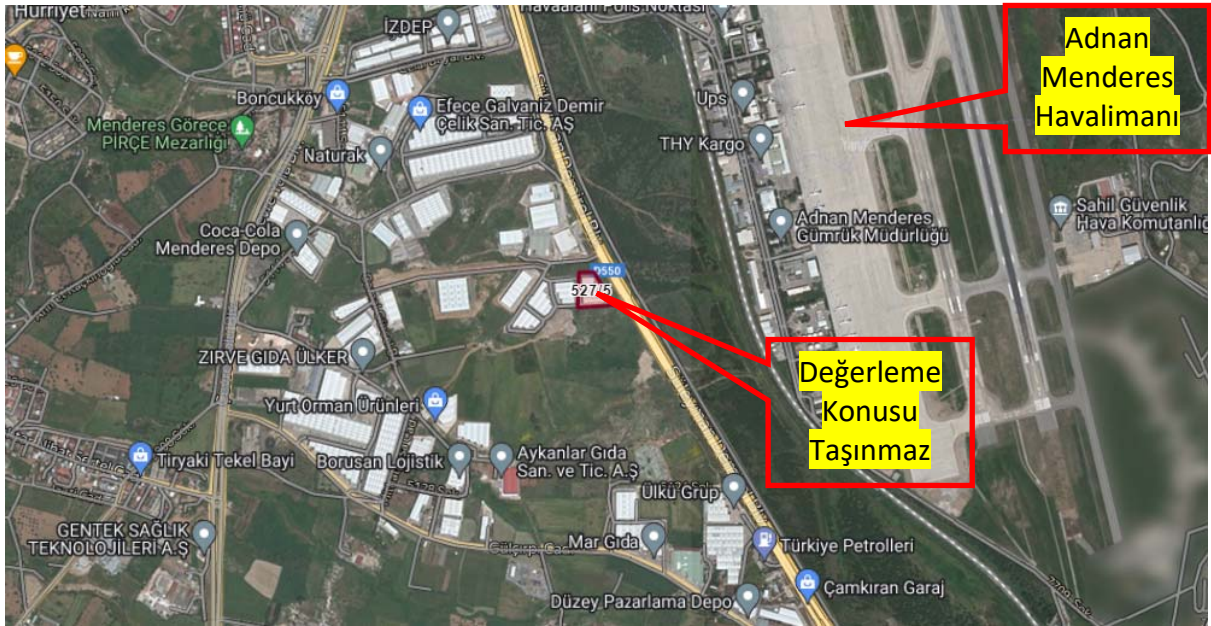 Hürriyet
Havaalanı Polis Noktası
İZDEP
Adnan
Menderes
Havalimanı
Boncukköy
Ups
Efece Galvaniz Demir
Çelik San. Tic. AŞ
Menderes Görece
PİRÇE Mezarlığı
Naturak
THY Kargo
Sahil Güvenlik
Hava Komutanlığ
Coca-Cola
Menderes Depo
Adnan Menderes
Gümrük Müdürlüğü
D550
527/5
ZIRVE GIDA ÜLKER
Değerleme
Konusu
Taşınmaz
Yurt Orman Ürünleri
Tiryaki Tekel Bayi
Borusan Lojistik
Aykanlar Gıda
San. ve Tic. A.Ş
Ülkü Grup
GENTEK SAĞLIK
TEKNOLOJİLERİ A.Ş
Mar Gıda
Türkiye Petrolleri
Çamkıran Garaj
Düzey Pazarlama Depo